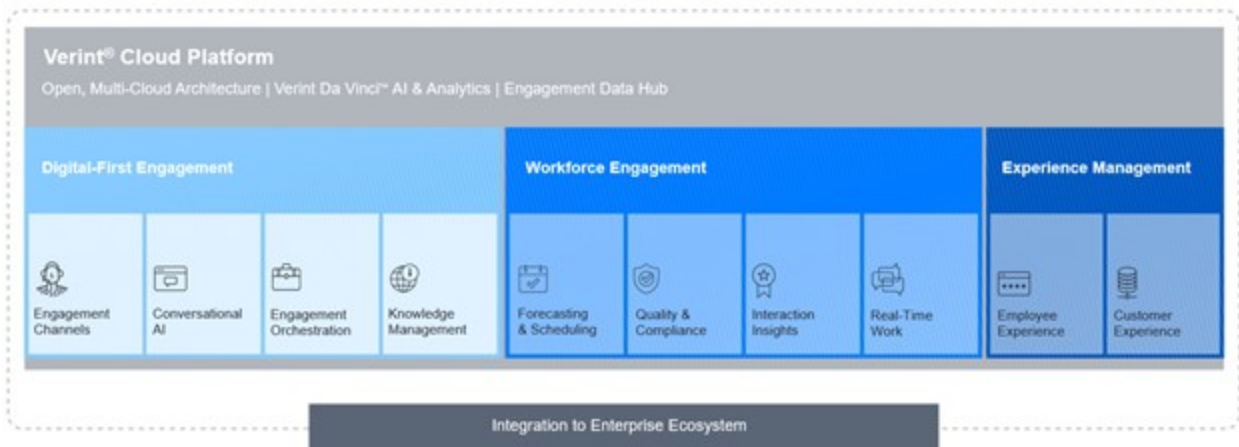 Verint® Cloud Platform
Open, Multi-Cloud Architecture | Verint Da Vinci™ AI & Analytics | Engagement Data Hub
Digital-First Engagement
Workforce Engagement
Experience Management
Engagement
Channels
Conversational
AI
Engagement
Orchestration
Knowledge
Management
Forecasting
& Scheduling
Quality &
Compliance
Interaction
Insights
Real-Time
Work
Employee
Experience
Customer
Experience
Integration to Enterprise Ecosystem